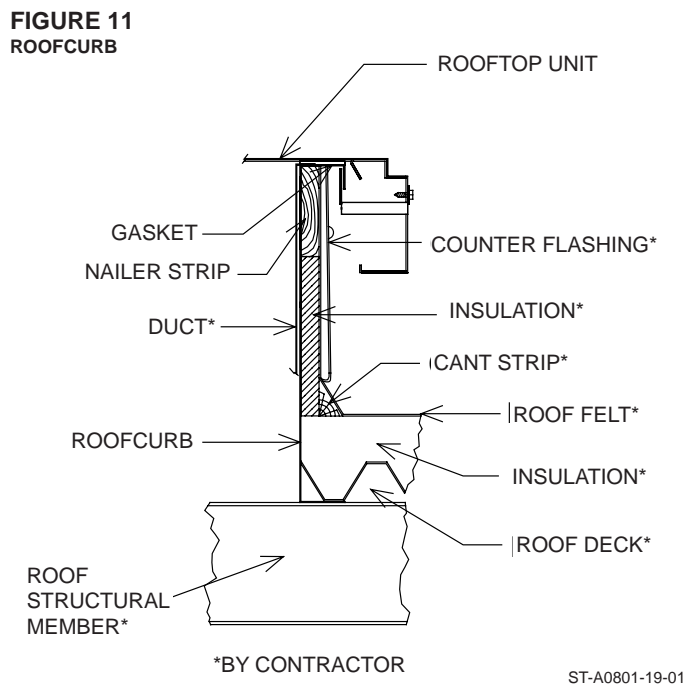 FIGURE 11
ROOFCURB
ROOFTOP UNIT
GASKET
COUNTER FLASHING*
NAILER STRIP
INSULATION*
DUCT*
CANT STRIP*
ROOF FELT*
ROOFCURB
INSULATION*
ROOF DECK*
ROOF
STRUCTURAL
MEMBER*
*BY CONTRACTOR
ST-A0801-19-01